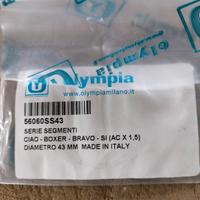 Olympia
Olympia
www.olympiamilano.it
56060SS43
SERIE SEGMENTI
CIAO - BOXER - BRAVO - SI (AC X 1,5)
DIAMETRO 43 MM MADE IN ITALY